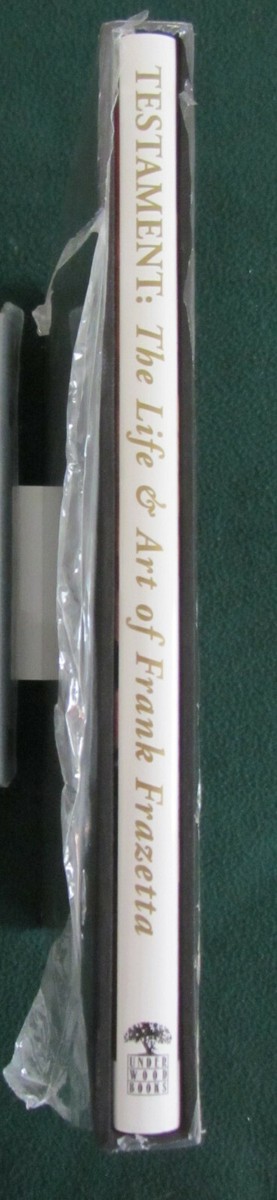 TESTAMENT: The Life & Art of Frank Frazetta
UNDER
WOOD
BOOKS